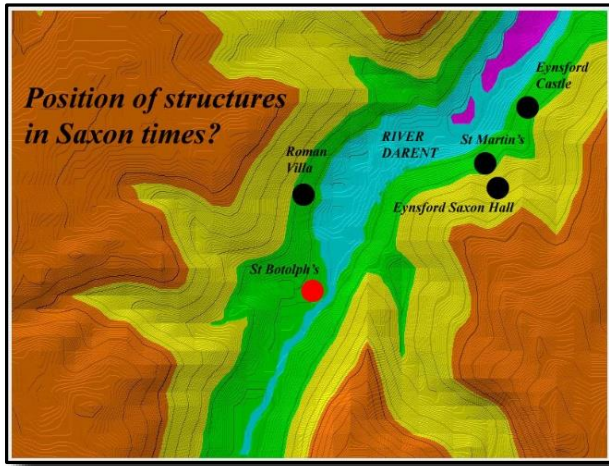 Position of structures
in Saxon times?
Eynsford
Castle
RIVER
DARENT
St Martin's
Roman
Villa
Eynsford Saxon Hall
St Botolph's